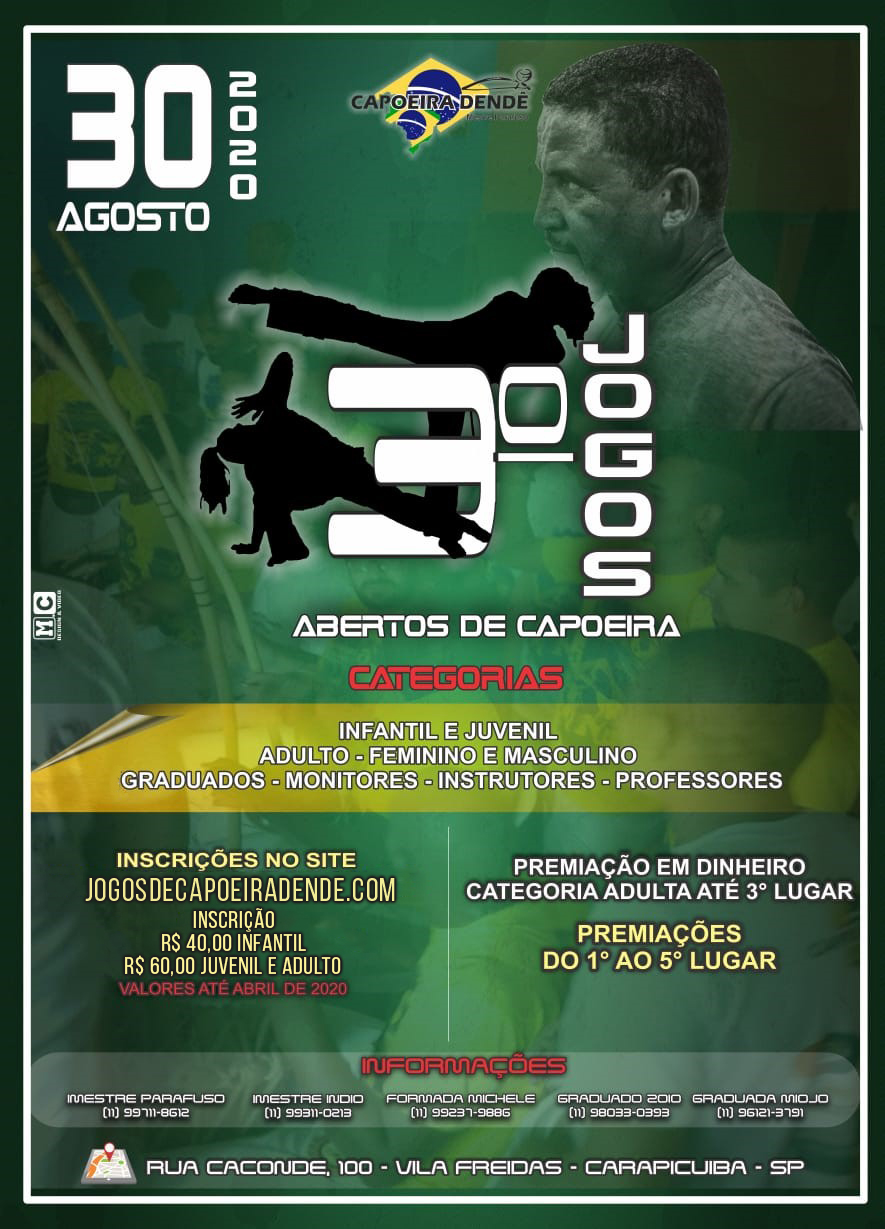 30
AGOSTO
2020
CAPOEIRA DENDÊ
3º
JOGOS
ABERTOS DE CAPOEIRA
MC
DESIGN & VIDEO
CATEGORIAS
INFANTIL E JUVENIL
ADULTO - FEMININO E MASCULINO
GRADUADOS - MONITORES - INSTRUTORES - PROFESSORES
INSCRIÇÕES NO SITE
JOGOSDECAPOEIRADENDE.COM
INSCRIÇÃO
R$ 40,00 INFANTIL
R$ 60,00 JUVENIL E ADULTO
VALORES ATÉ ABRIL DE 2020
PREMIAÇÃO EM DINHEIRO
CATEGORIA ADULTA ATÉ 3° LUGAR
PREMIAÇÕES
DO 1° AO 5° LUGAR
INFORMAÇÕES
MESTRE PARAFUSO
(11) 99711-8612
MESTRE INDIO
(11) 99311-0213
FORMADA MICHELE
(11) 99237-9886
GRADUADO ZOIO
(11) 98033-0393
GRADUADA MIOJO
(11) 96121-3791
RUA CACONDE, 100 - VILA FREIDAS - CARAPICUIBA - SP